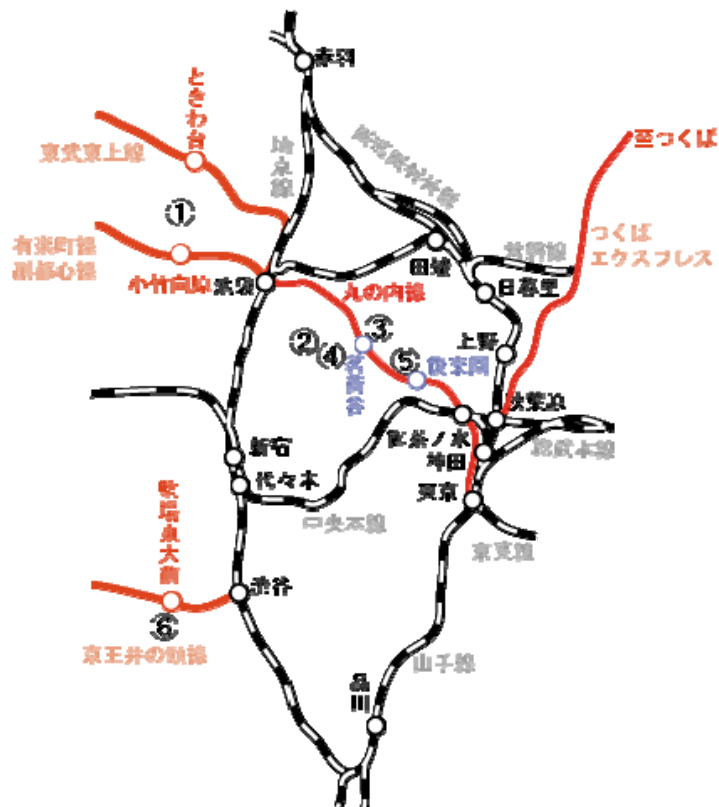 赤羽
ときわ台
東武東上線
埼京線
至つくば
①
有楽町線
副都心線
つくば
エクスプレス
小竹向原
池袋
丸の内線
田端
日暮里
②
③
④
茗荷谷
⑤
後楽園
上野
秋葉原
御茶ノ水
神田
総武本線
新宿
代々木
東京
中央本線
京葉線
駒場東大前
渋谷
⑥
京王井の頭線
山手線
品川